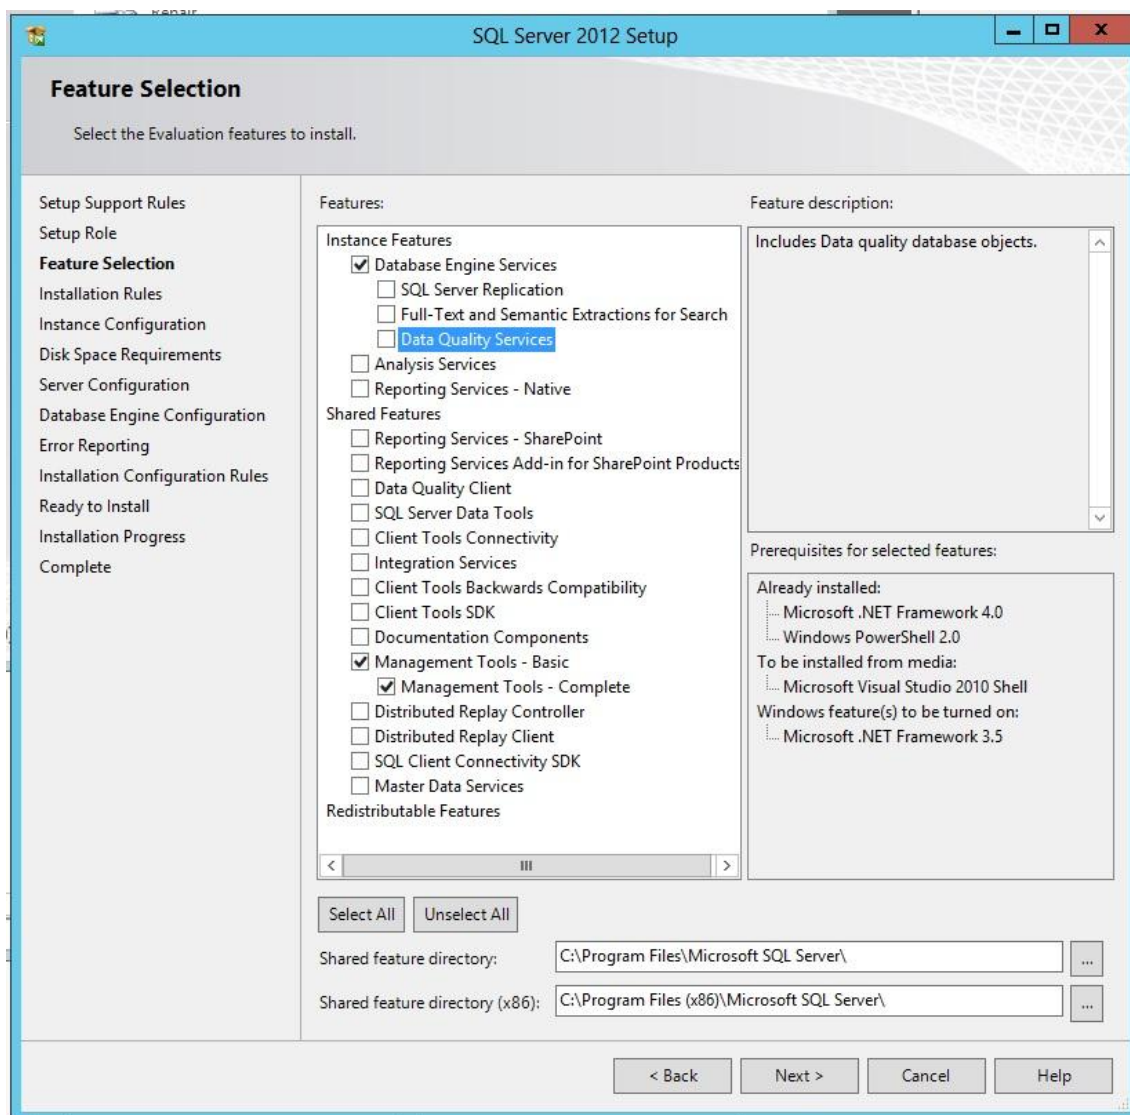 Repair
SQL Server 2012 Setup
Feature Selection
Select the Evaluation features to install.
Setup Support Rules
Setup Role
Feature Selection
Installation Rules
Instance Configuration
Disk Space Requirements
Server Configuration
Database Engine Configuration
Error Reporting
Installation Configuration Rules
Ready to Install
Installation Progress
Complete
Features:
Instance Features
Database Engine Services
SQL Server Replication
Full-Text and Semantic Extractions for Search
Data Quality Services
Analysis Services
Reporting Services - Native
Shared Features
Reporting Services - SharePoint
Reporting Services Add-in for SharePoint Products
Data Quality Client
SQL Server Data Tools
Client Tools Connectivity
Integration Services
Client Tools Backwards Compatibility
Client Tools SDK
Documentation Components
Management Tools - Basic
Management Tools - Complete
Distributed Replay Controller
Distributed Replay Client
SQL Client Connectivity SDK
Master Data Services
Redistributable Features
Feature description:
Includes Data quality database objects.
Prerequisites for selected features:
Already installed:
Microsoft .NET Framework 4.0
Windows PowerShell 2.0
To be installed from media:
Microsoft Visual Studio 2010 Shell
Windows feature(s) to be turned on:
Microsoft .NET Framework 3.5
Select All
Unselect All
Shared feature directory:
C:\Program Files\Microsoft SQL Server\
...
Shared feature directory (x86):
C:\Program Files (x86)\Microsoft SQL Server\
...
< Back
Next >
Cancel
Help